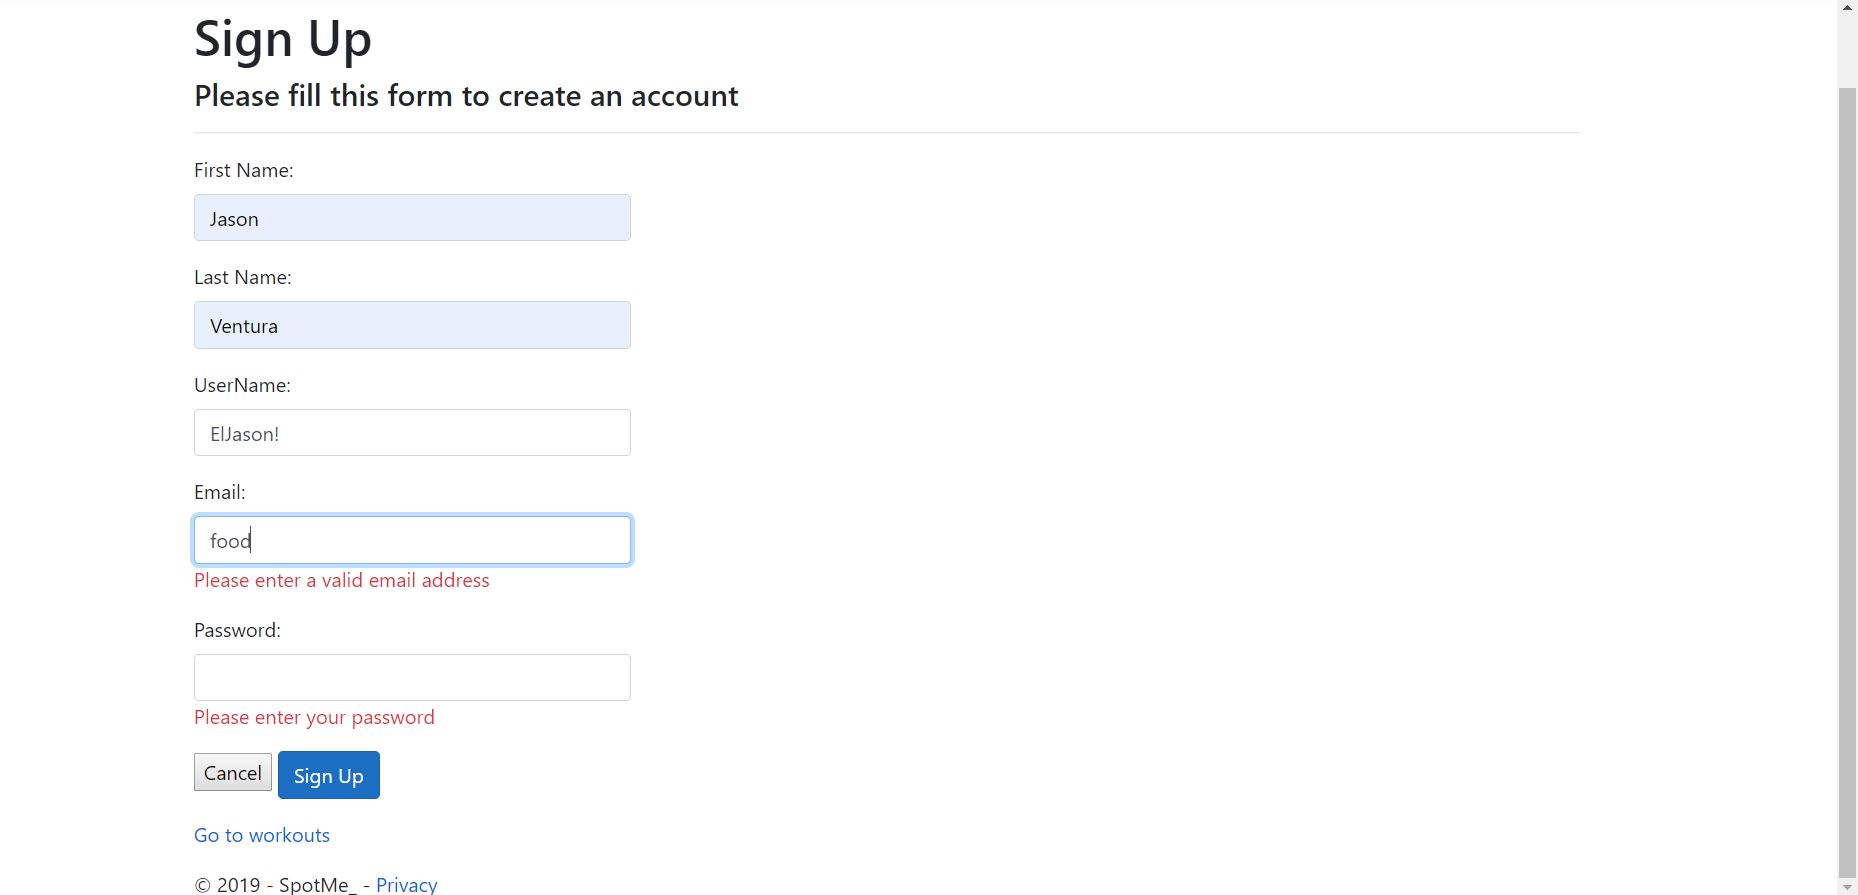 Sign Up
Please fill this form to create an account
First Name:
Jason
Last Name:
Ventura
UserName:
ElJason!
Email:
food
Please enter a valid email address
Password:
Please enter your password
Cancel Sign Up
Go to workouts
© 2019 - SpotMe_ - Privacy